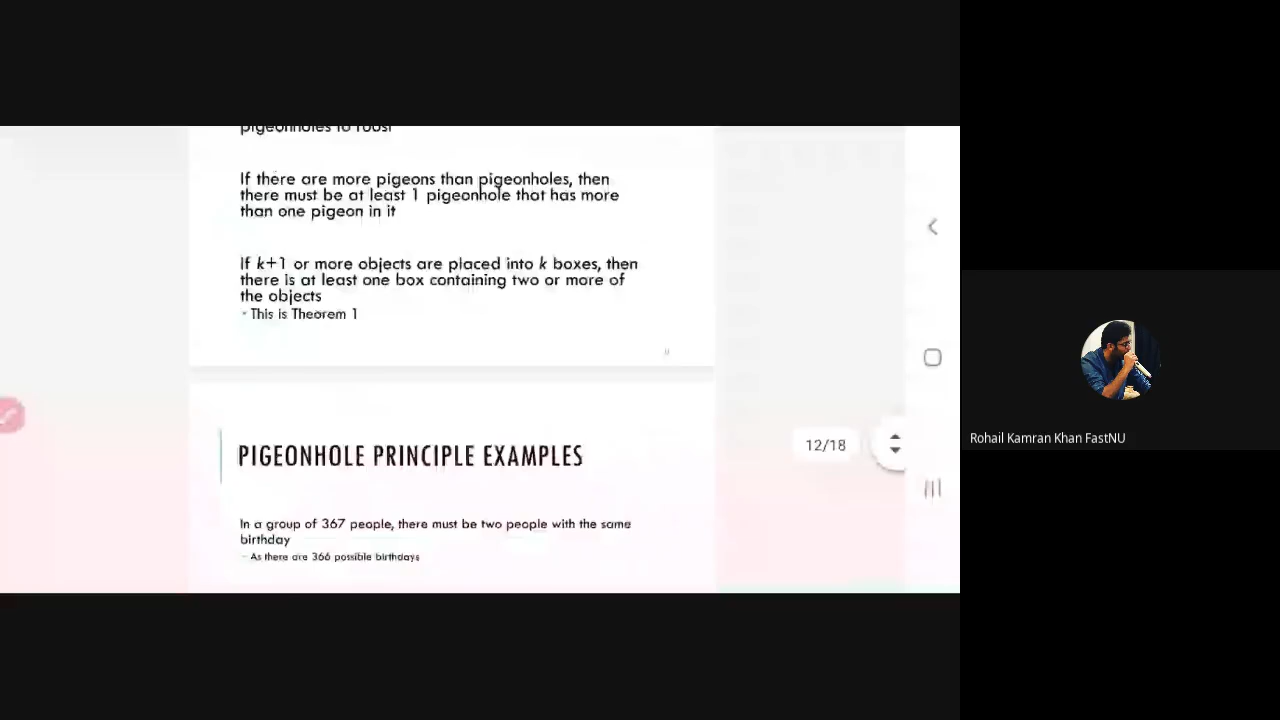 pigeonholes to roost
If there are more pigeons than pigeonholes, then
there must be at least 1 pigeonhole that has more
than one pigeon in it
If k+1 or more objects are placed into k boxes, then
there is at least one box containing two or more of
the objects
This is Theorem 1
11
PIGEONHOLE PRINCIPLE EXAMPLES
In a group of 367 people, there must be two people with the same
birthday
As there are 366 possible birthdays
12/18
Rohail Kamran Khan FastNU